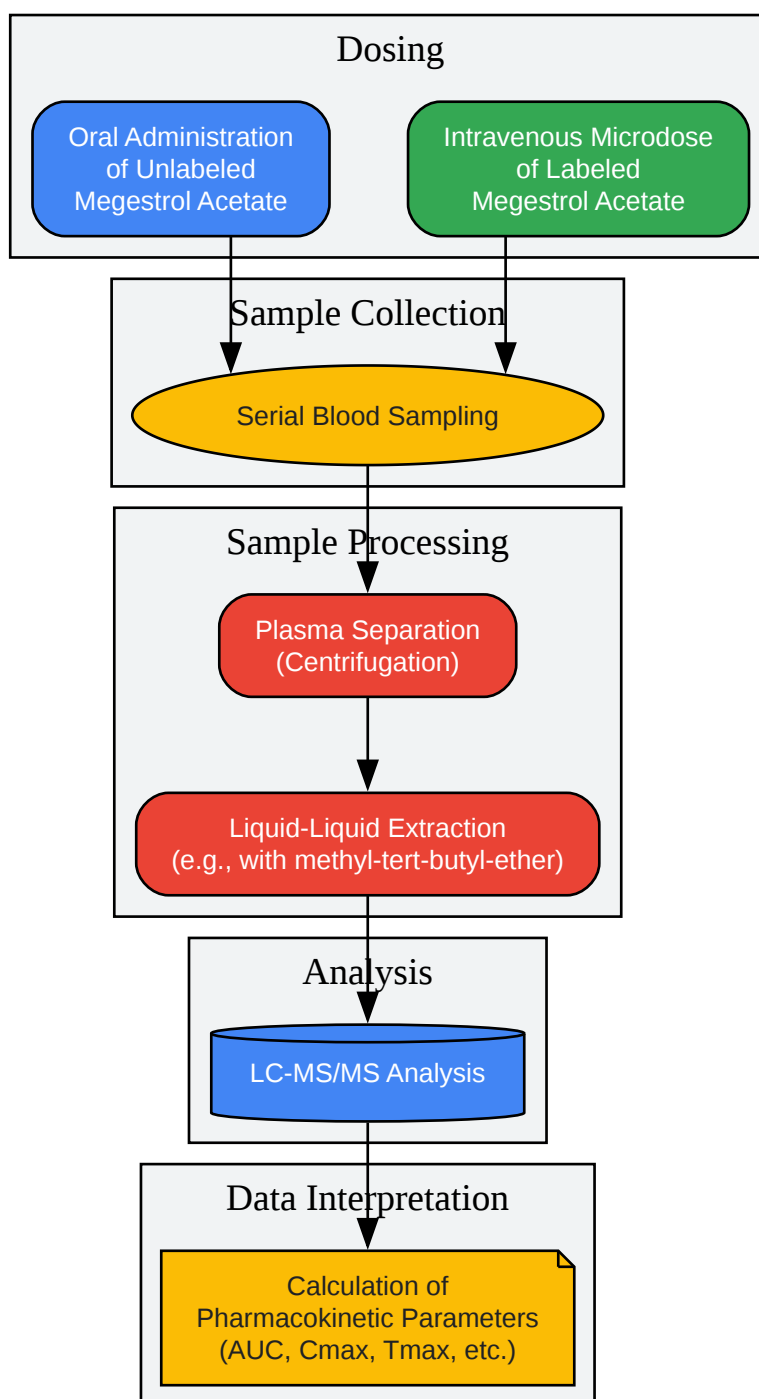 Dosing
Oral Administration
of Unlabeled
Megestrol Acetate
Intravenous Microdose
of Labeled
Megestrol Acetate
Sample Collection
Serial Blood Sampling
Sample Processing
Plasma Separation
(Centrifugation)
Liquid-Liquid Extraction
(e.g., with methyl-tert-butyl-ether)
Analysis
LC-MS/MS Analysis
Data Interpretation
Calculation of
Pharmacokinetic Parameters
(AUC, Cmax, Tmax, etc.)